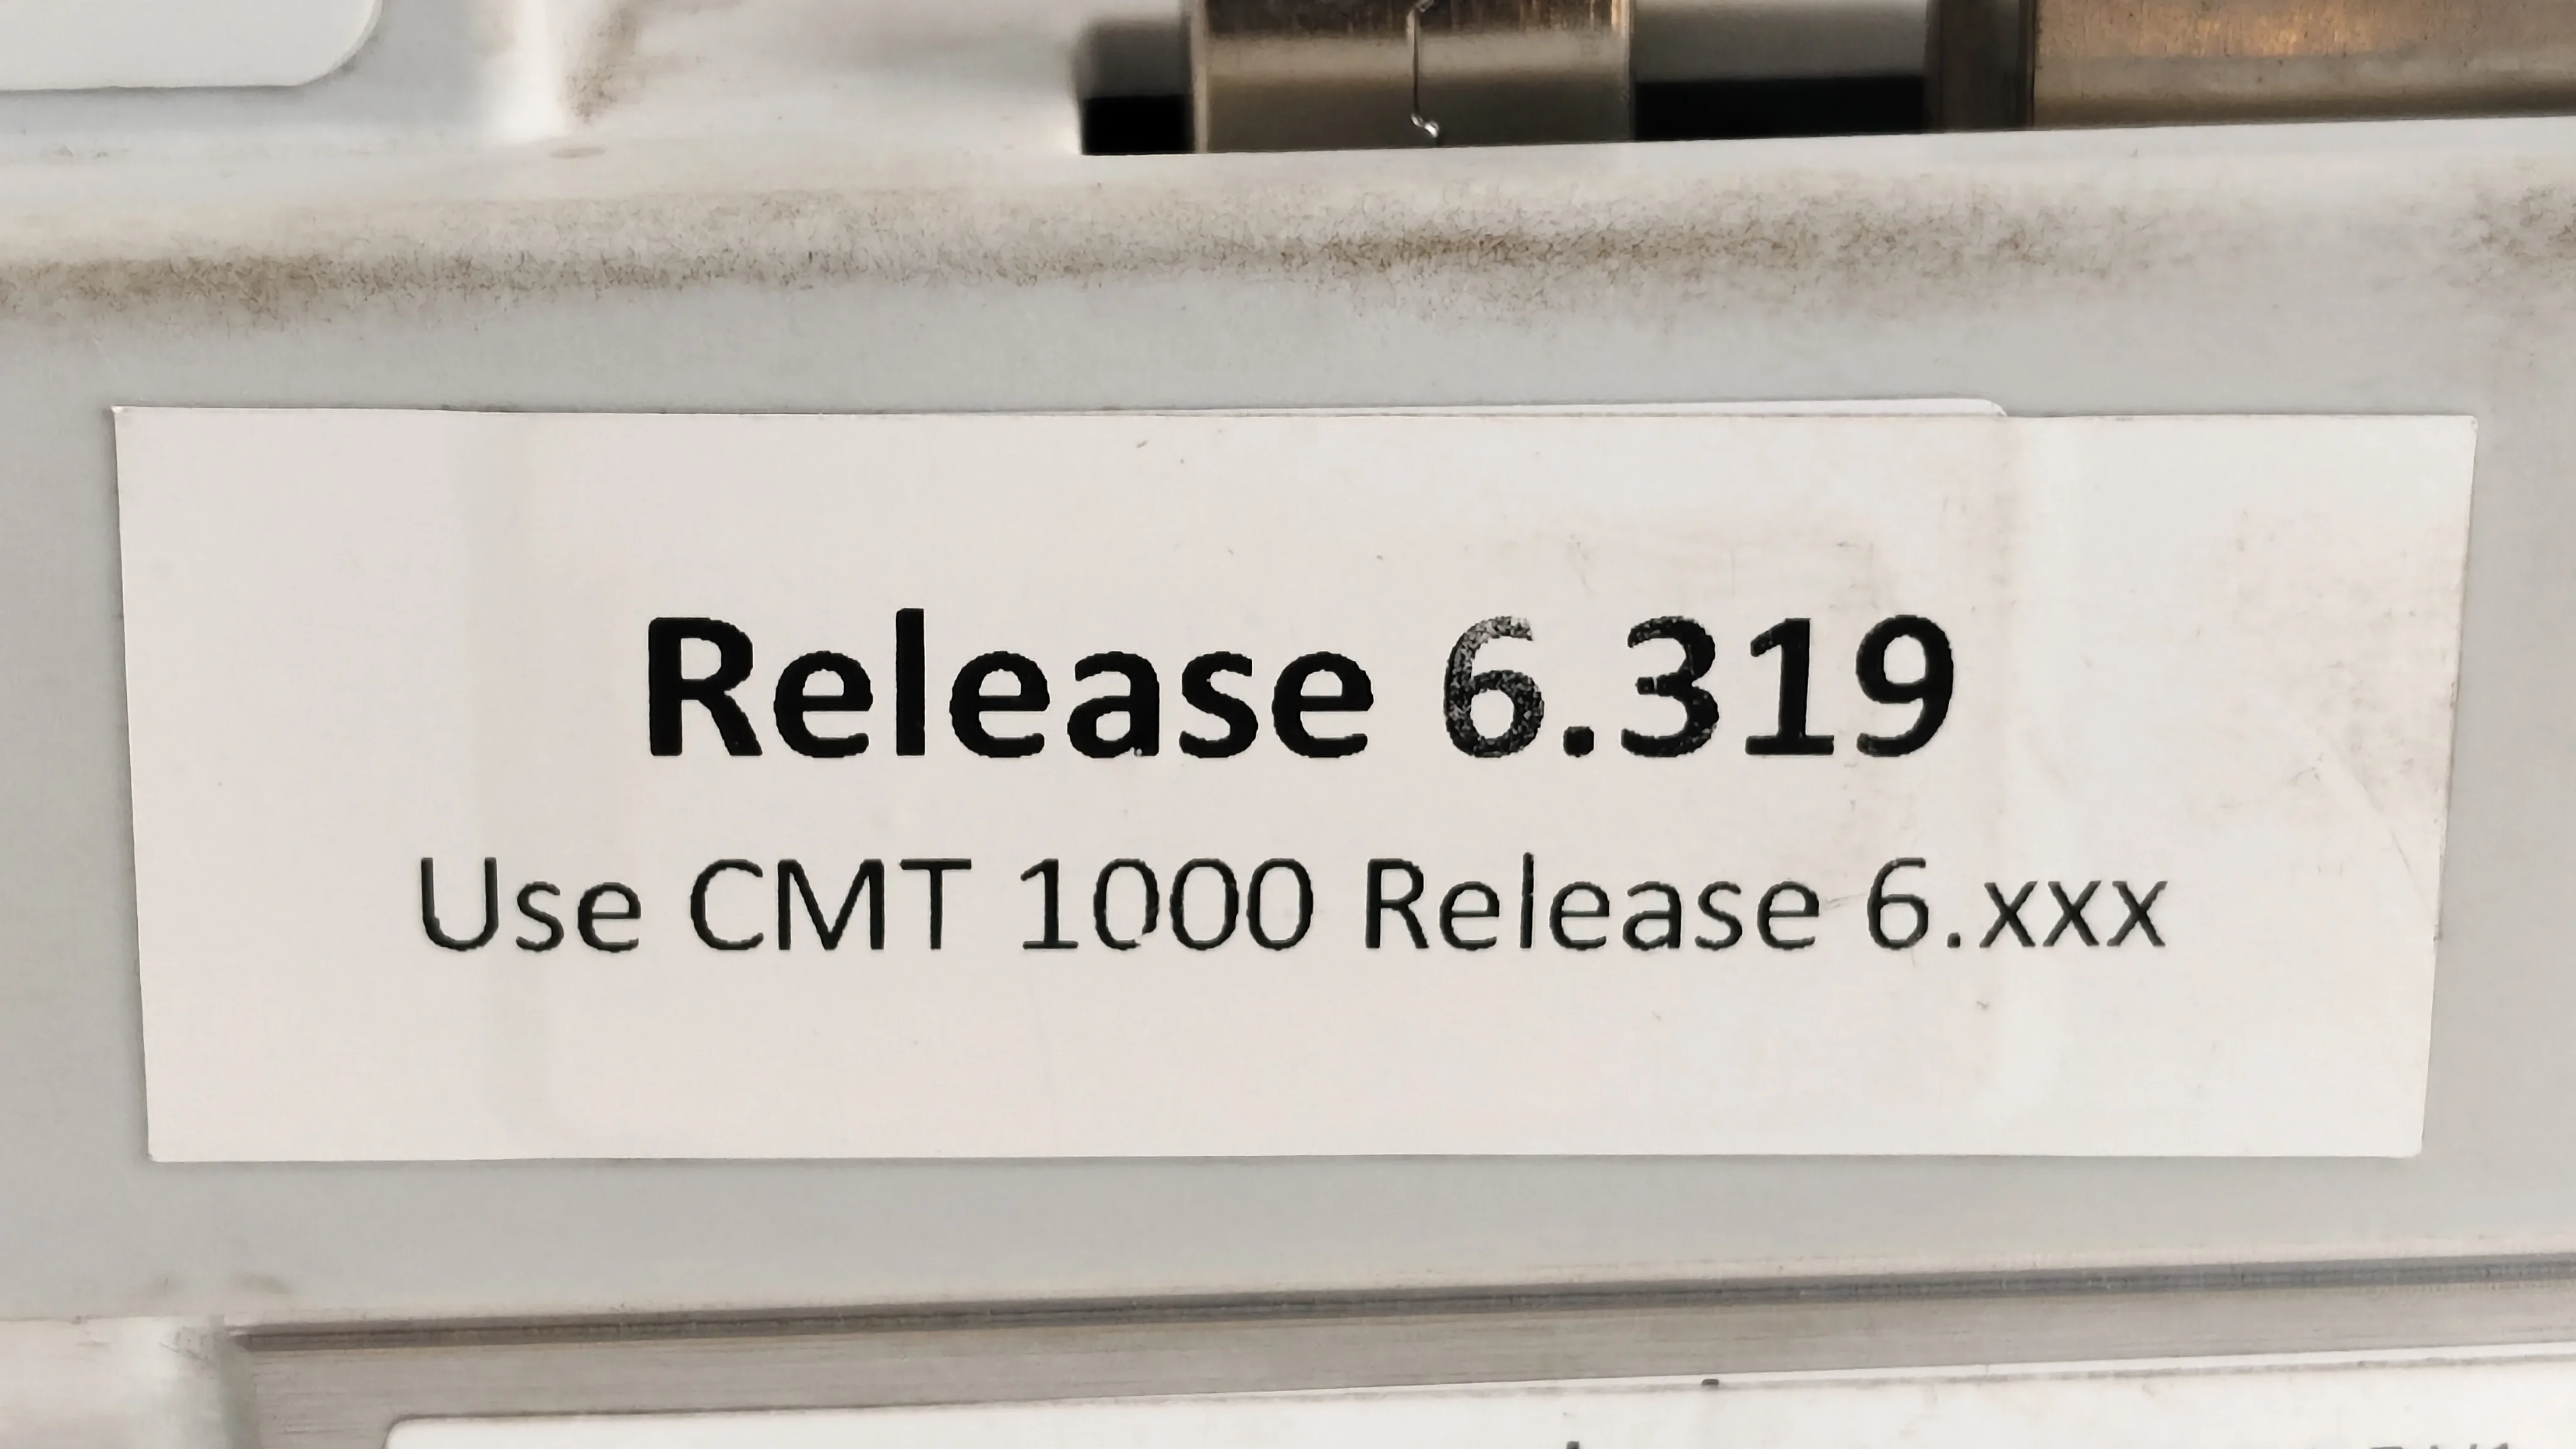 Release 6.319
Use CMT 1000 Release 6.xxx